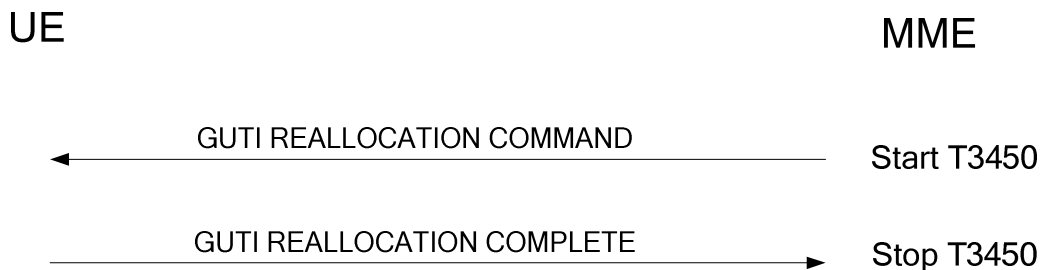 UE
MME
GUTI REALLOCATION COMMAND
Start T3450
GUTI REALLOCATION COMPLETE
Stop T3450